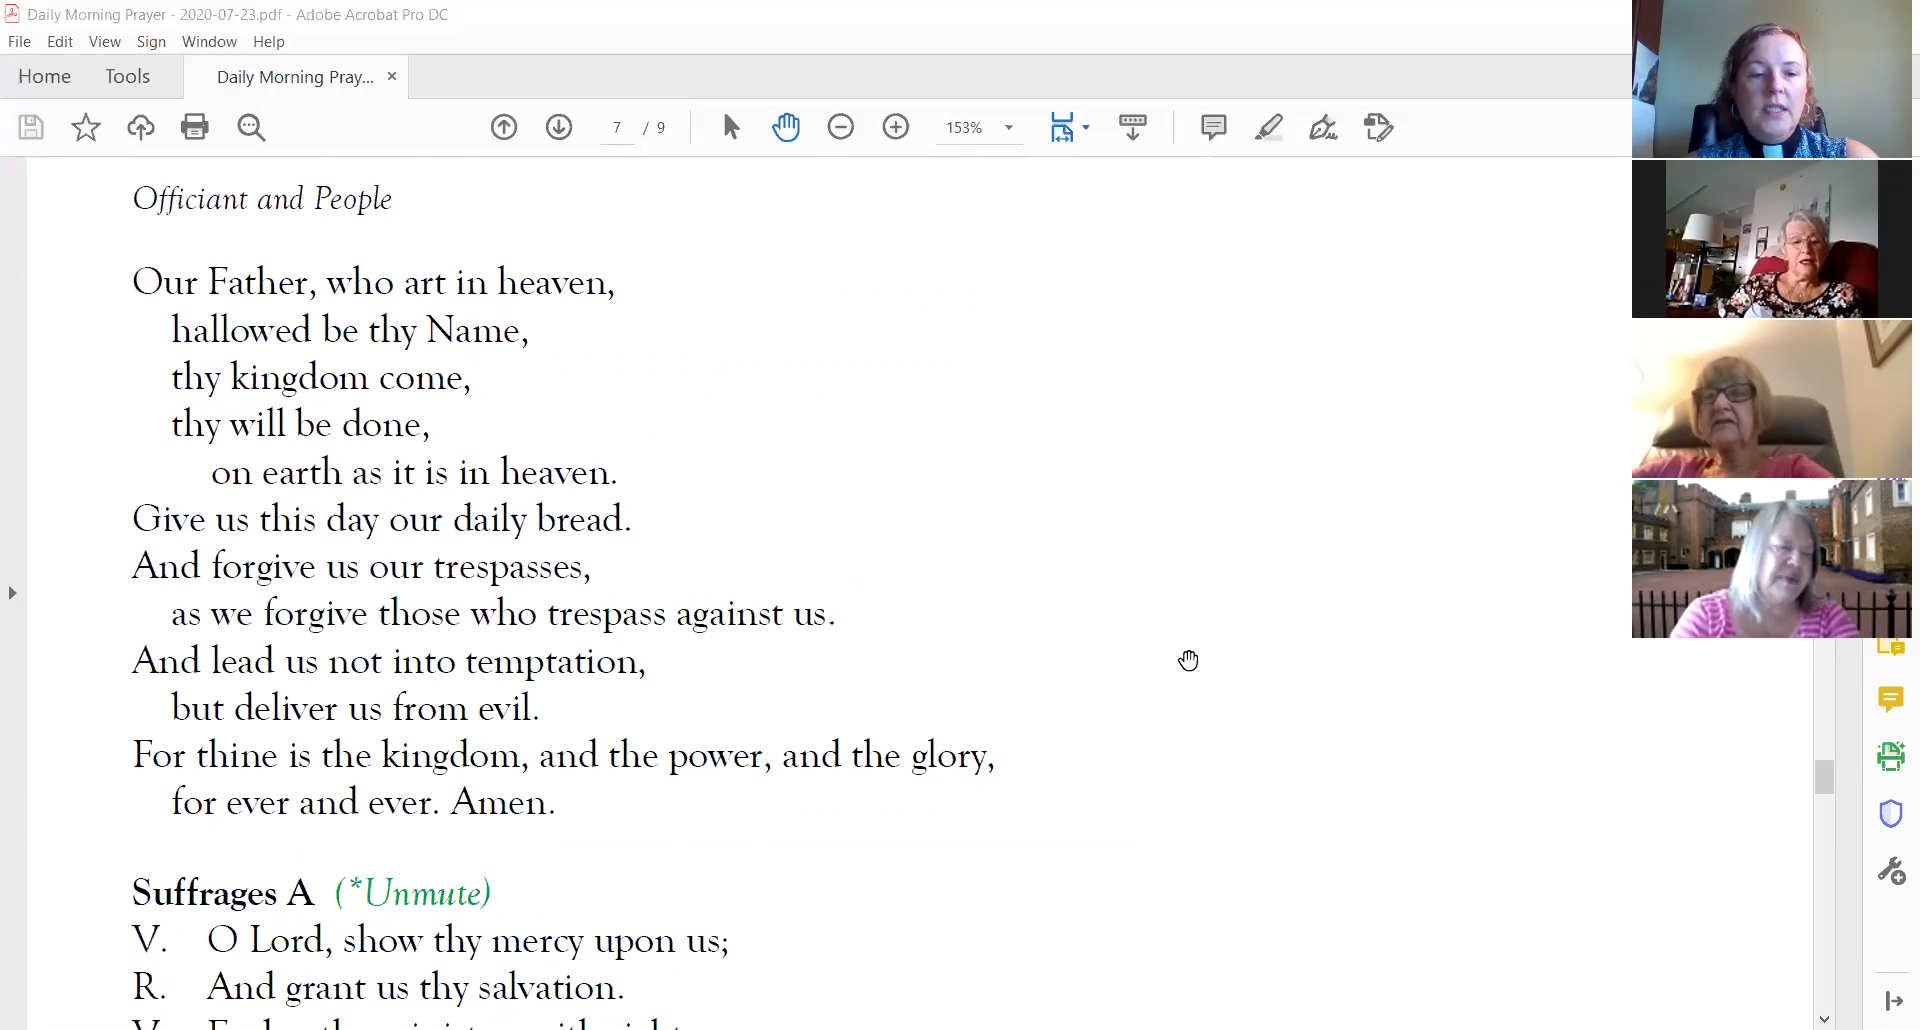 Daily Morning Prayer - 2020-07-23.pdf - Adobe Acrobat Pro DC
File Edit View Sign Window Help
Home Tools Daily Morning Pray... ×
7 / 9 153%
Officiant and People
Our Father, who art in heaven,
hallowed be thy Name,
thy kingdom come,
thy will be done,
on earth as it is in heaven.
Give us this day our daily bread.
And forgive us our trespasses,
as we forgive those who trespass against us.
And lead us not into temptation,
but deliver us from evil.
For thine is the kingdom, and the power, and the glory,
for ever and ever. Amen.
Suffrages A (*Unmute)
V. O Lord, show thy mercy upon us;
R. And grant us thy salvation.
V.